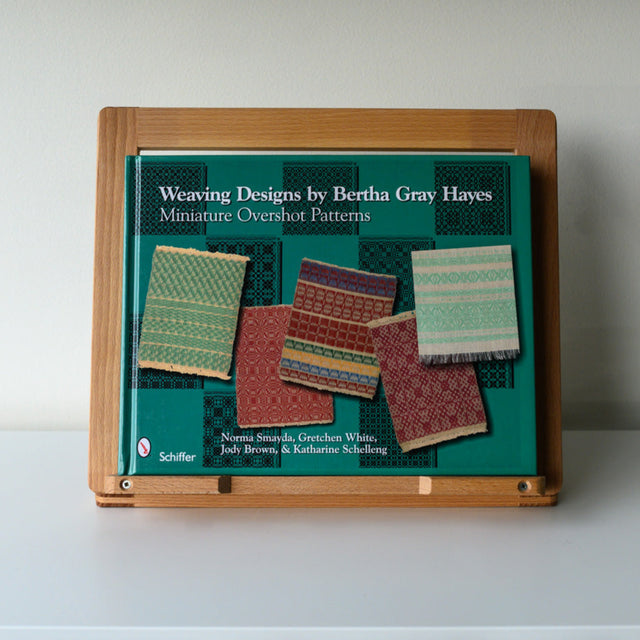 Weaving Designs by Bertha Gray Hayes
Miniature Overshot Patterns
Norma Smayda, Gretchen White,
Jody Brown, & Katharine Schelleng
Schiffer